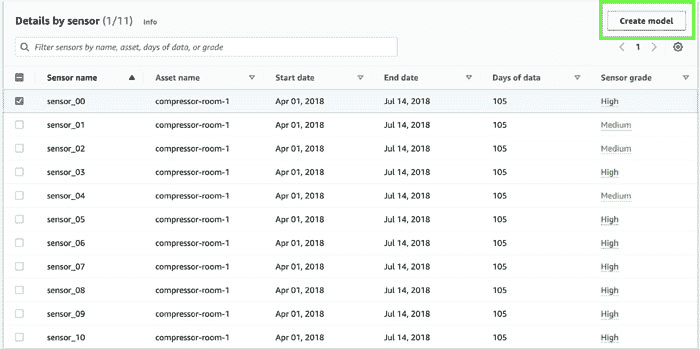 Details by sensor (1/11) Info
Create model
Filter sensors by name, asset, days of data, or grade
1
Sensor name Asset name Start date End date Days of data Sensor grade
sensor_00 compressor-room-1 Apr 01, 2018 Jul 14, 2018 105 High
sensor_01 compressor-room-1 Apr 01, 2018 Jul 14, 2018 105 Medium
sensor_02 compressor-room-1 Apr 01, 2018 Jul 14, 2018 105 Medium
sensor_03 compressor-room-1 Apr 01, 2018 Jul 14, 2018 105 High
sensor_04 compressor-room-1 Apr 01, 2018 Jul 14, 2018 105 Medium
sensor_05 compressor-room-1 Apr 01, 2018 Jul 14, 2018 105 High
sensor_06 compressor-room-1 Apr 01, 2018 Jul 14, 2018 105 High
sensor_07 compressor-room-1 Apr 01, 2018 Jul 14, 2018 105 High
sensor_08 compressor-room-1 Apr 01, 2018 Jul 14, 2018 105 High
sensor_09 compressor-room-1 Apr 01, 2018 Jul 14, 2018 105 High
sensor_10 compressor-room-1 Apr 01, 2018 Jul 14, 2018 105 High